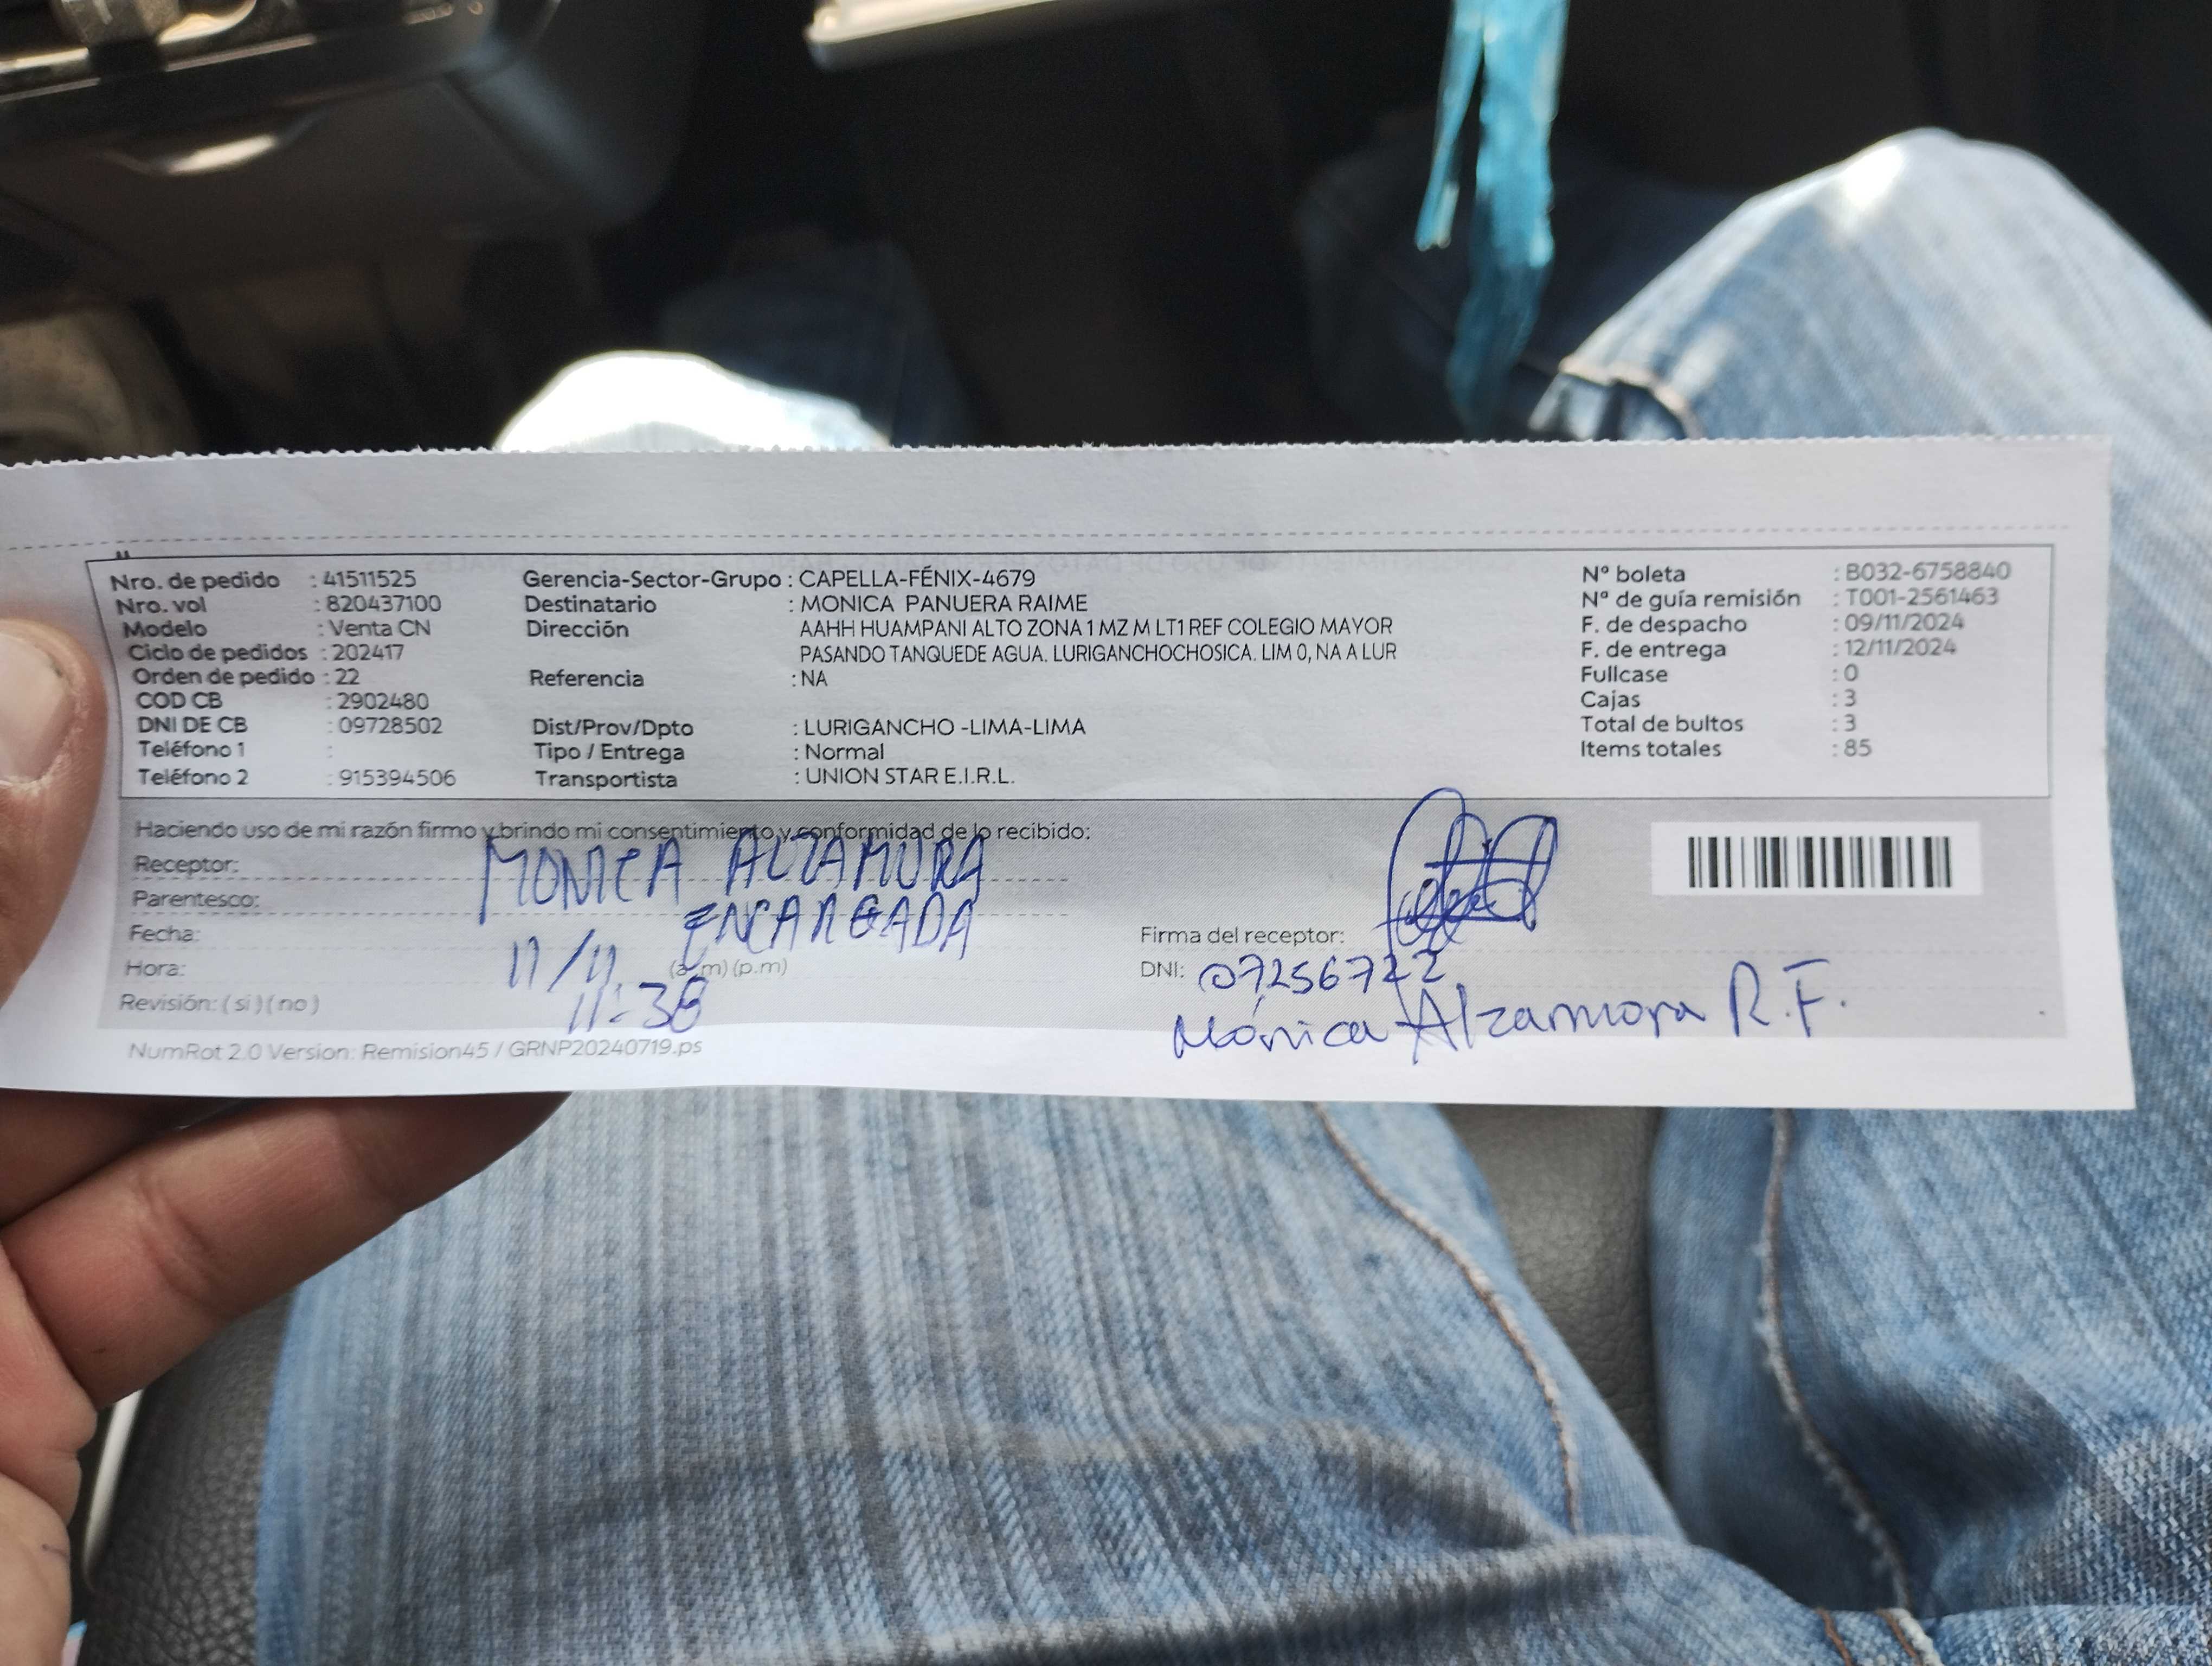 Nro. de pedido : 41511525
Nro. vol : 820437100
Modelo : Venta CN
Ciclo de pedidos : 202417
Orden de pedido : 22
COD CB : 2902480
DNI DE CB : 09728502
Teléfono 1 :
Teléfono 2 : 915394506
Gerencia-Sector-Grupo : CAPELLA-FÉNIX-4679
Destinatario : MONICA PANUERA RAIME
Dirección AAHH HUAMPANI ALTO ZONA 1 MZ M LT1 REF COLEGIO MAYOR
PASANDO TANQUEDE AGUA. LURIGANCHOCHOSICA. LIM 0, NA A LUR
Referencia : NA
Dist/Prov/Dpto : LURIGANCHO -LIMA-LIMA
Tipo / Entrega : Normal
Transportista : UNION STAR E.I.R.L.
Nº boleta : B032-6758840
Nº de guía remisión : T001-2561463
F. de despacho : 09/11/2024
F. de entrega : 12/11/2024
Fullcase : 0
Cajas : 3
Total de bultos : 3
Items totales : 85
Haciendo uso de mi razón firmo y brindo mi consentimiento y conformidad de lo recibido:
Receptor: MONICA ALZAMORA
Parentesco: ENCARGADA
Fecha: 11/11
Hora: (a.m) (p.m) 11:38
Revisión: ( si ) ( no )
Firma del receptor:
DNI: 07256722
Mónica Alzamora R.F.
NumRot 2.0 Version: Remision45 / GRNP20240719.ps